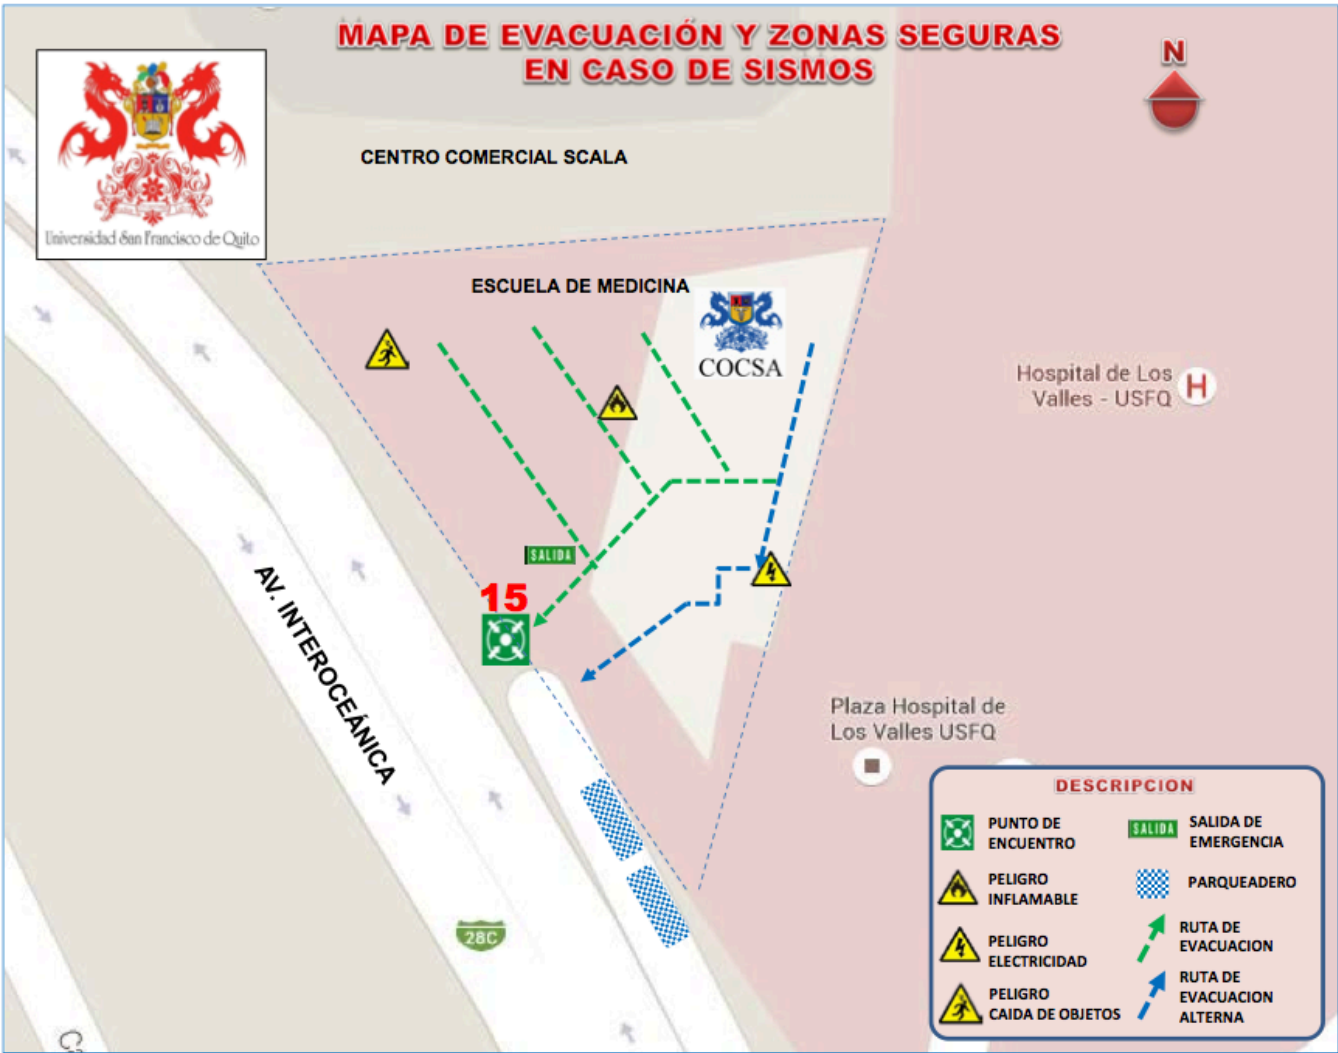 MAPA DE EVACUACIÓN Y ZONAS SEGURAS
EN CASO DE SISMOS
N
Universidad San Francisco de Quito
CENTRO COMERCIAL SCALA
ESCUELA DE MEDICINA
COCSA
Hospital de Los
Valles - USFQ
H
SALIDA
15
AV. INTEROCEÁNICA
Plaza Hospital de
Los Valles USFQ
28C
DESCRIPCION
PUNTO DE
ENCUENTRO
SALIDA
SALIDA DE
EMERGENCIA
PELIGRO
INFLAMABLE
PARQUEADERO
PELIGRO
ELECTRICIDAD
RUTA DE
EVACUACION
PELIGRO
CAIDA DE OBJETOS
RUTA DE
EVACUACION
ALTERNA